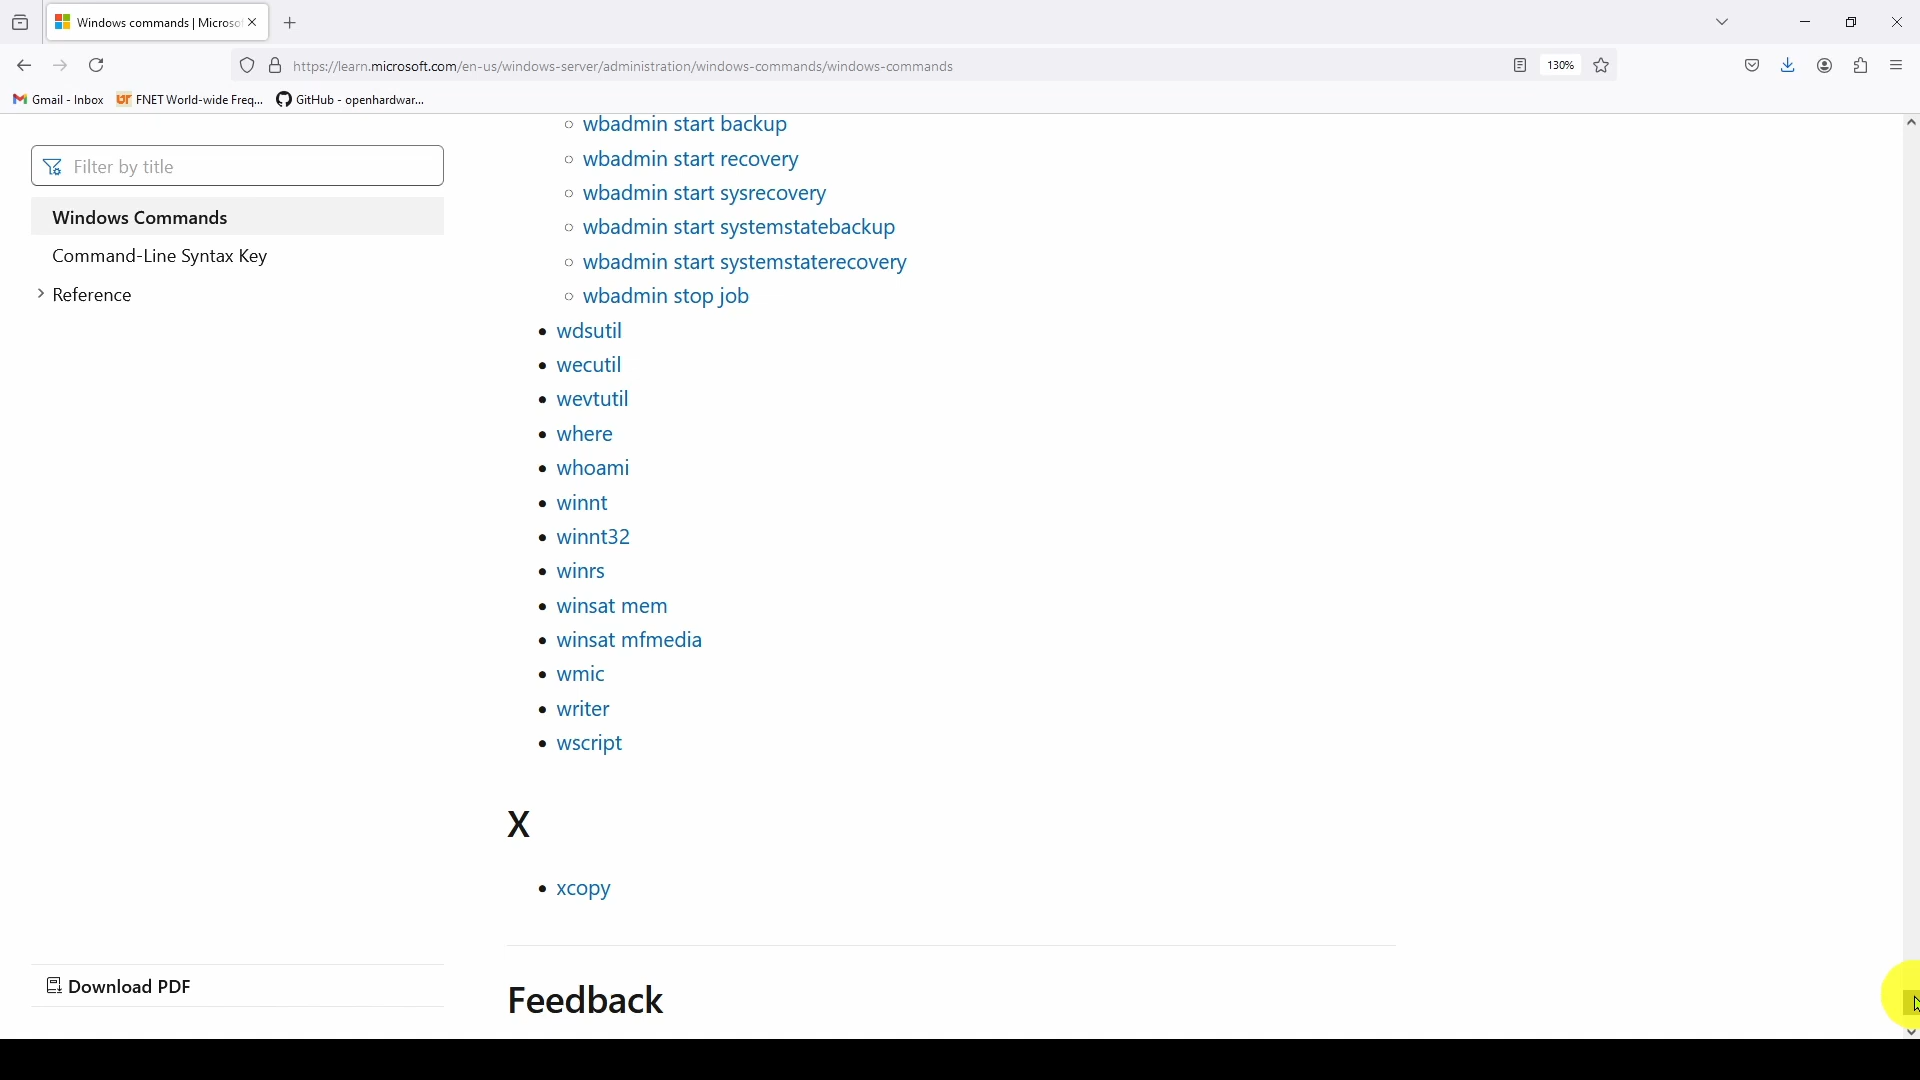 Windows commands | Microsof
https://learn.microsoft.com/en-us/windows-server/administration/windows-commands/windows-commands
130%
Gmail - Inbox
FNET World-wide Freq...
GitHub - openhardwar...
Filter by title
Windows Commands
Command-Line Syntax Key
Reference
Download PDF
wbadmin start backup
wbadmin start recovery
wbadmin start sysrecovery
wbadmin start systemstatebackup
wbadmin start systemstaterecovery
wbadmin stop job
wdsutil
wecutil
wevtutil
where
whoami
winnt
winnt32
winrs
winsat mem
winsat mfmedia
wmic
writer
wscript
X
xcopy
Feedback